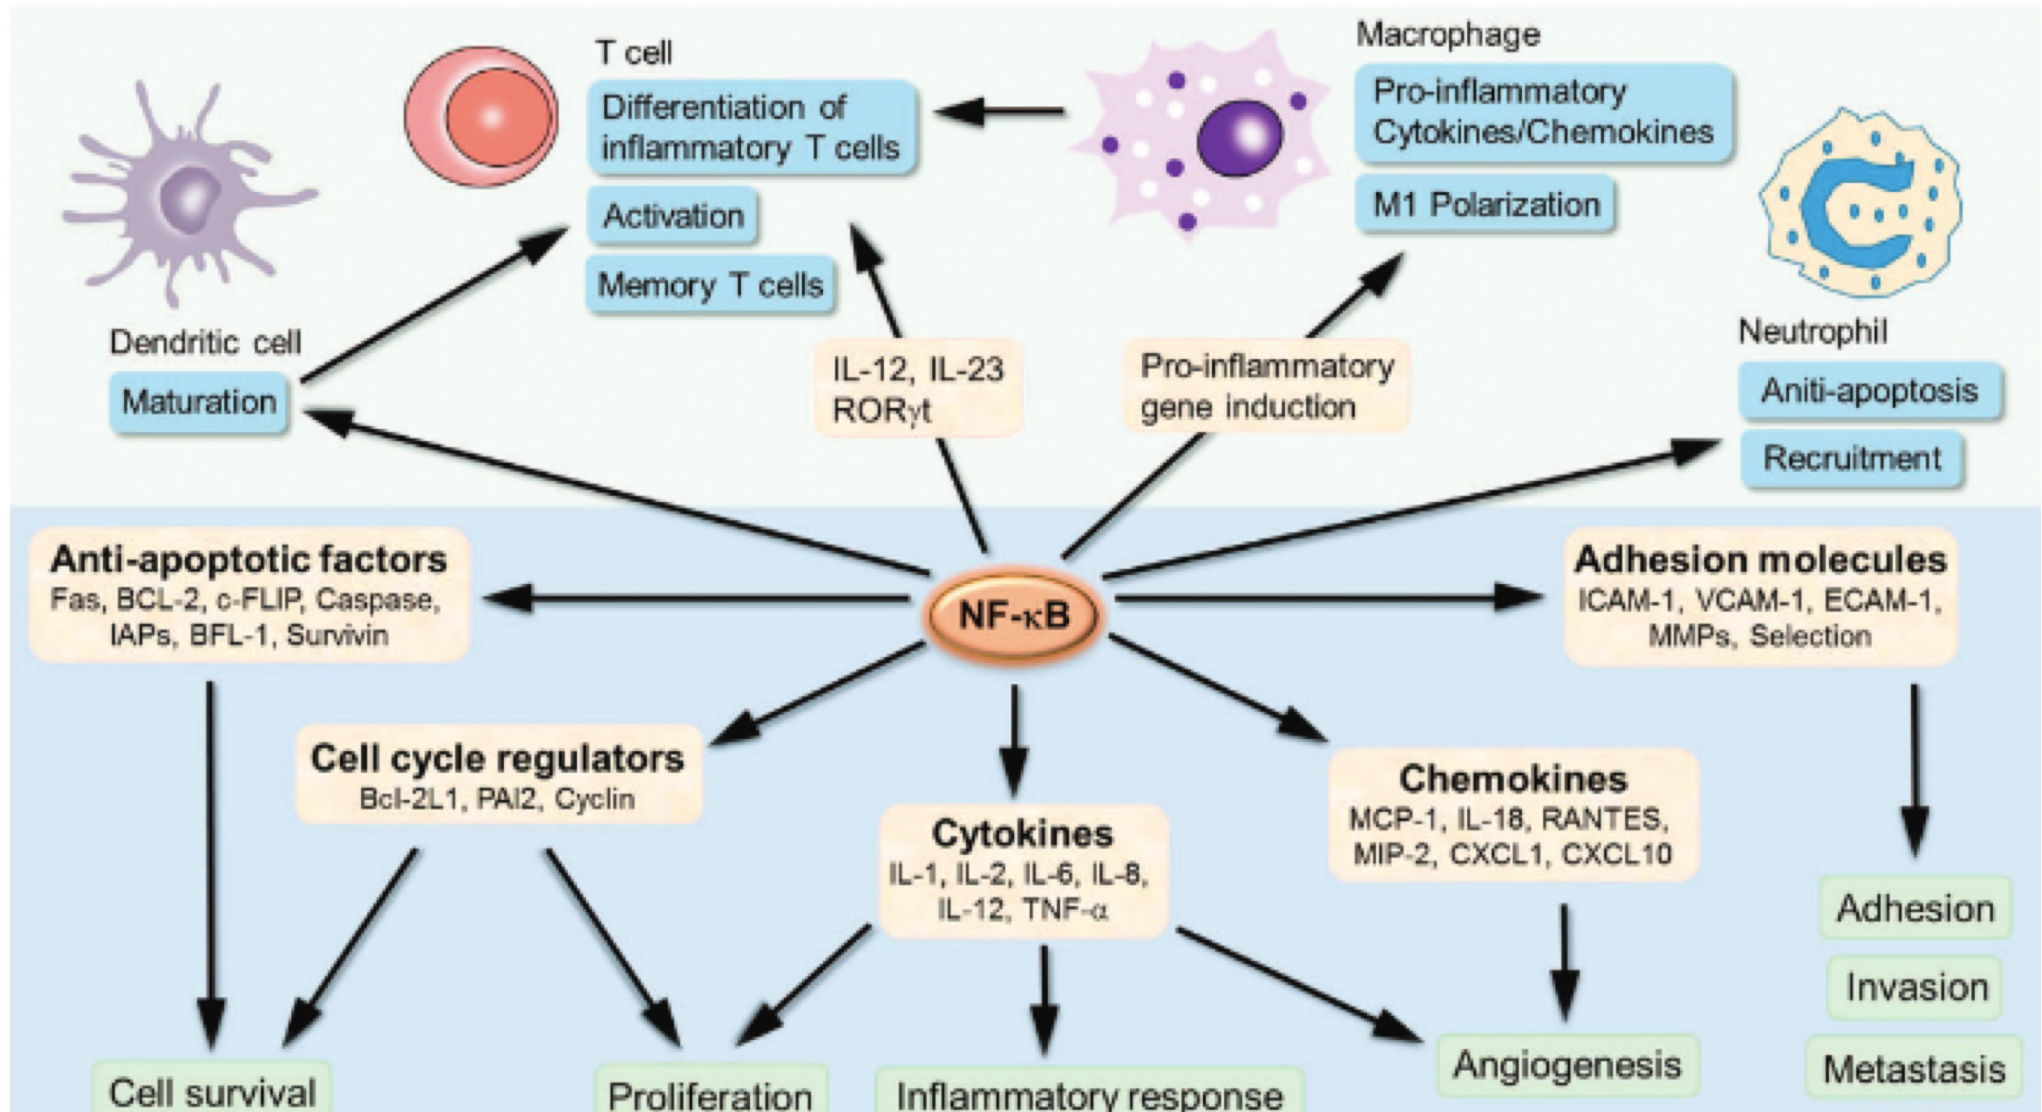 T cell
Differentiation of
inflammatory T cells
Activation
Memory T cells
Macrophage
Pro-inflammatory
Cytokines/Chemokines
M1 Polarization
Dendritic cell
Maturation
IL-12, IL-23
RORγt
Pro-inflammatory
gene induction
Neutrophil
Aniti-apoptosis
Recruitment
Anti-apoptotic factors
Fas, BCL-2, c-FLIP, Caspase,
IAPs, BFL-1, Survivin
NF-κB
Adhesion molecules
ICAM-1, VCAM-1, ECAM-1,
MMPs, Selection
Cell cycle regulators
Bcl-2L1, PAI2, Cyclin
Cytokines
IL-1, IL-2, IL-6, IL-8,
IL-12, TNF-α
Chemokines
MCP-1, IL-18, RANTES,
MIP-2, CXCL1, CXCL10
Adhesion
Invasion
Metastasis
Cell survival
Proliferation
Inflammatory response
Angiogenesis